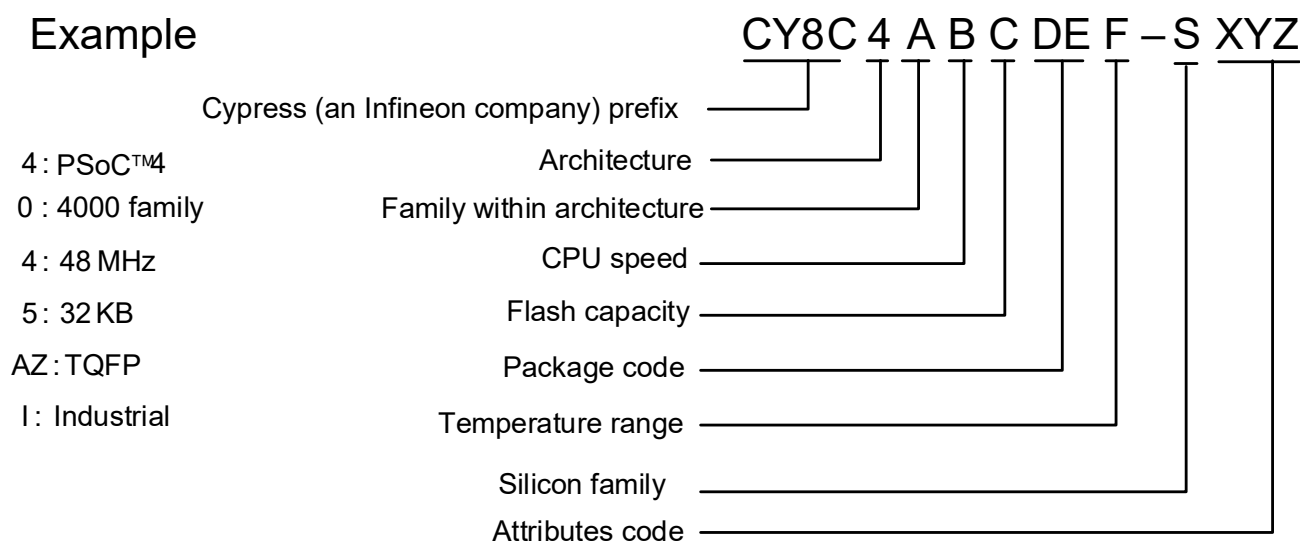 Example CY8C 4 A B C DE F – S XYZ
Cypress (an Infineon company) prefix
4: PSoC™4 Architecture
0 : 4000 family Family within architecture
4: 48 MHz CPU speed
5: 32 KB Flash capacity
AZ: TQFP Package code
I: Industrial Temperature range
Silicon family
Attributes code